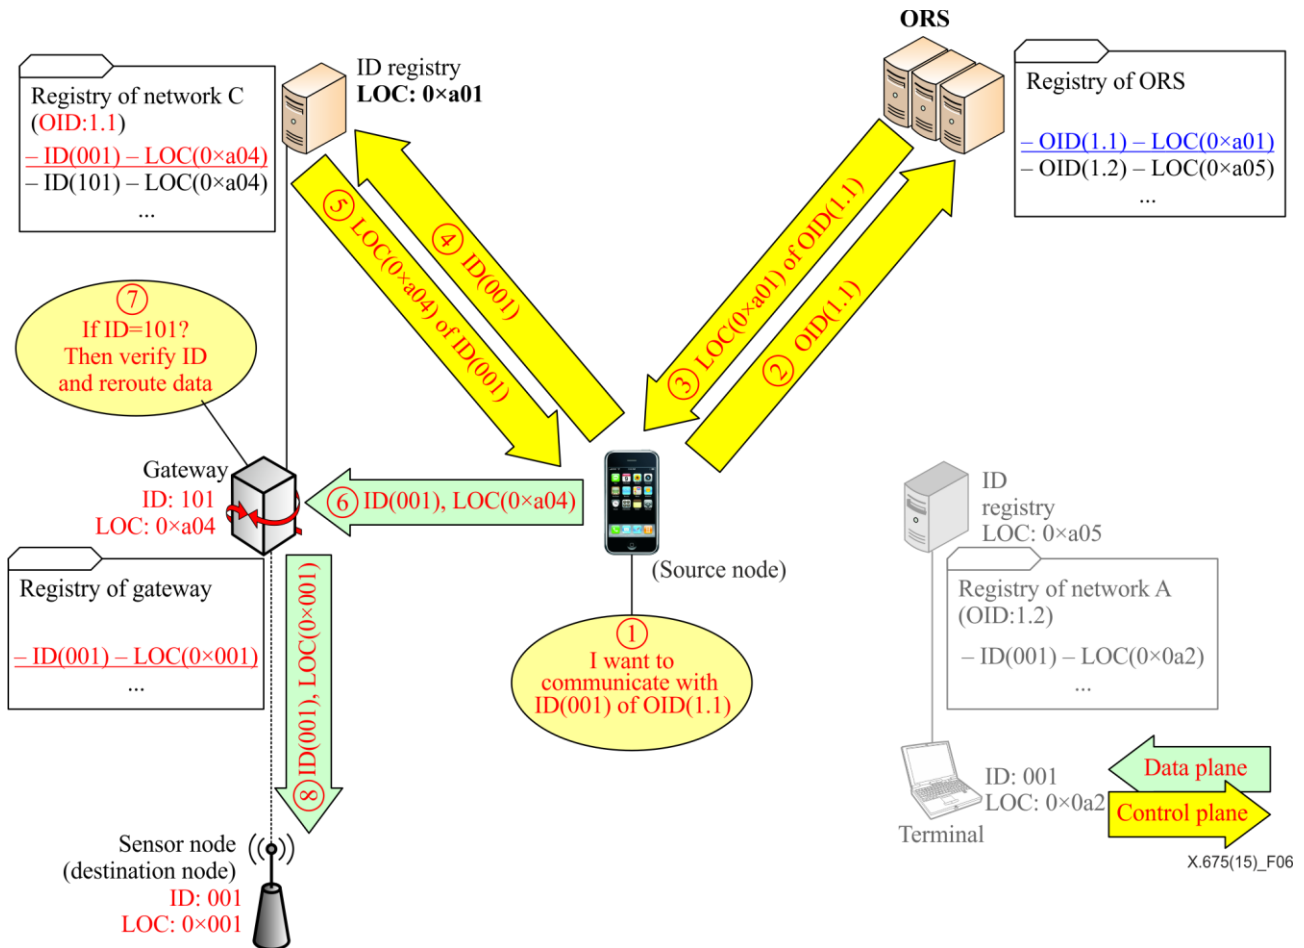 ORS
ID registry
LOC: 0×a01
Registry of network C
(OID:1.1)
– ID(001) – LOC(0×a04)
– ID(101) – LOC(0×a04)
...
Registry of ORS
– OID(1.1) – LOC(0×a01)
– OID(1.2) – LOC(0×a05)
...
⑤ LOC(0×a04) of ID(001)
④ ID(001)
③ LOC(0×a01) of OID(1.1)
② OID(1.1)
⑦
If ID=101?
Then verify ID
and reroute data
Gateway
ID: 101
LOC: 0×a04
⑥ ID(001), LOC(0×a04)
(Source node)
ID
registry
LOC: 0×a05
Registry of gateway
– ID(001) – LOC(0×001)
...
⑧ ID(001), LOC(0×001)
①
I want to
communicate with
ID(001) of OID(1.1)
Registry of network A
(OID:1.2)
– ID(001) – LOC(0×0a2)
...
ID: 001
LOC: 0×0a2
Terminal
Data plane
Control plane
Sensor node
(destination node)
ID: 001
LOC: 0×001
X.675(15)_F06